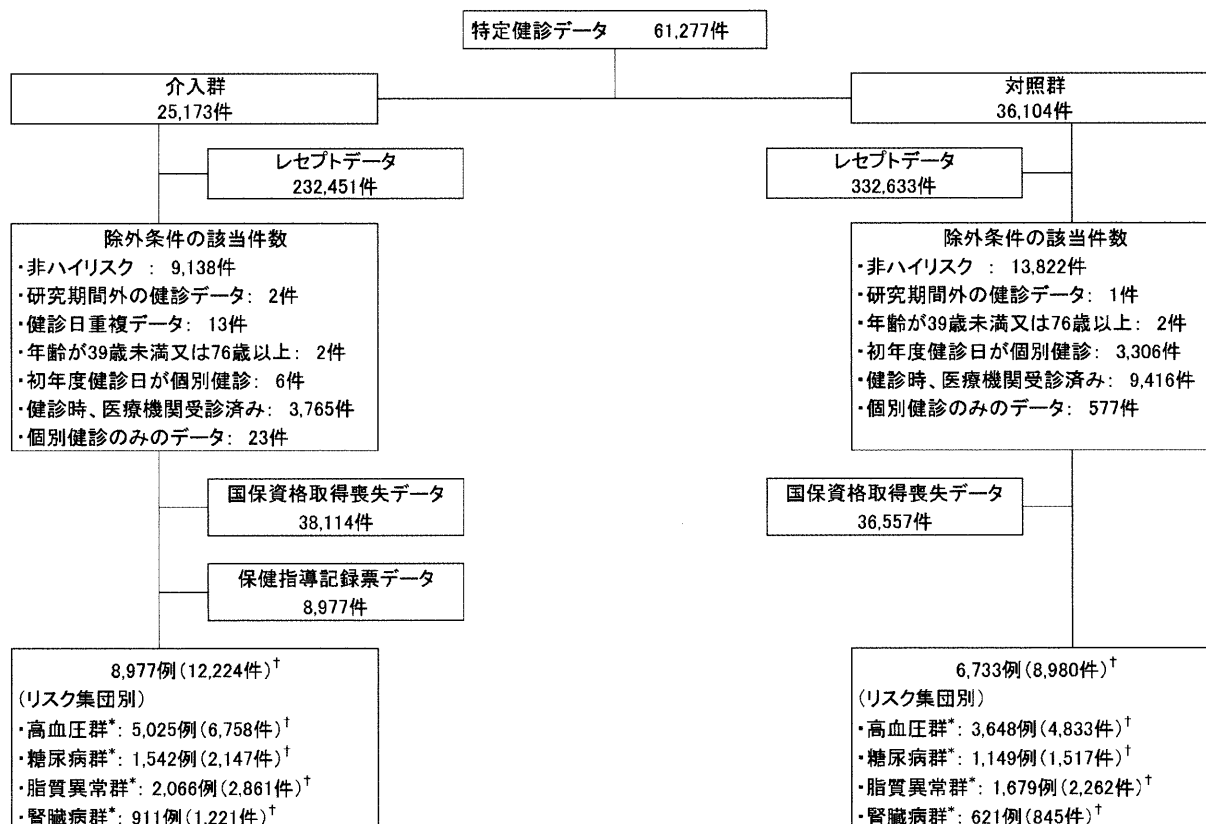 特定健診データ 61,277件
介入群
25,173件
対照群
36,104件
レセプトデータ
232,451件
レセプトデータ
332,633件
除外条件の該当件数
・非ハイリスク : 9,138件
・研究期間外の健診データ: 2件
・健診日重複データ: 13件
・年齢が39歳未満又は76歳以上: 2件
・初年度健診日が個別健診: 6件
・健診時、医療機関受診済み: 3,765件
・個別健診のみのデータ: 23件
除外条件の該当件数
・非ハイリスク : 13,822件
・研究期間外の健診データ: 1件
・年齢が39歳未満又は76歳以上: 2件
・初年度健診日が個別健診: 3,306件
・健診時、医療機関受診済み: 9,416件
・個別健診のみのデータ: 577件
国保資格取得喪失データ
38,114件
国保資格取得喪失データ
36,557件
保健指導記録票データ
8,977件
8,977例(12,224件)†
(リスク集団別)
・高血圧群*: 5,025例(6,758件)†
・糖尿病群*: 1,542例(2,147件)†
・脂質異常群*: 2,066例(2,861件)†
・腎臓病群*: 911例(1,221件)†
6,733例(8,980件)†
(リスク集団別)
・高血圧群*: 3,648例(4,833件)†
・糖尿病群*: 1,149例(1,517件)†
・脂質異常群*: 1,679例(2,262件)†
・腎臓病群*: 621例(845件)†